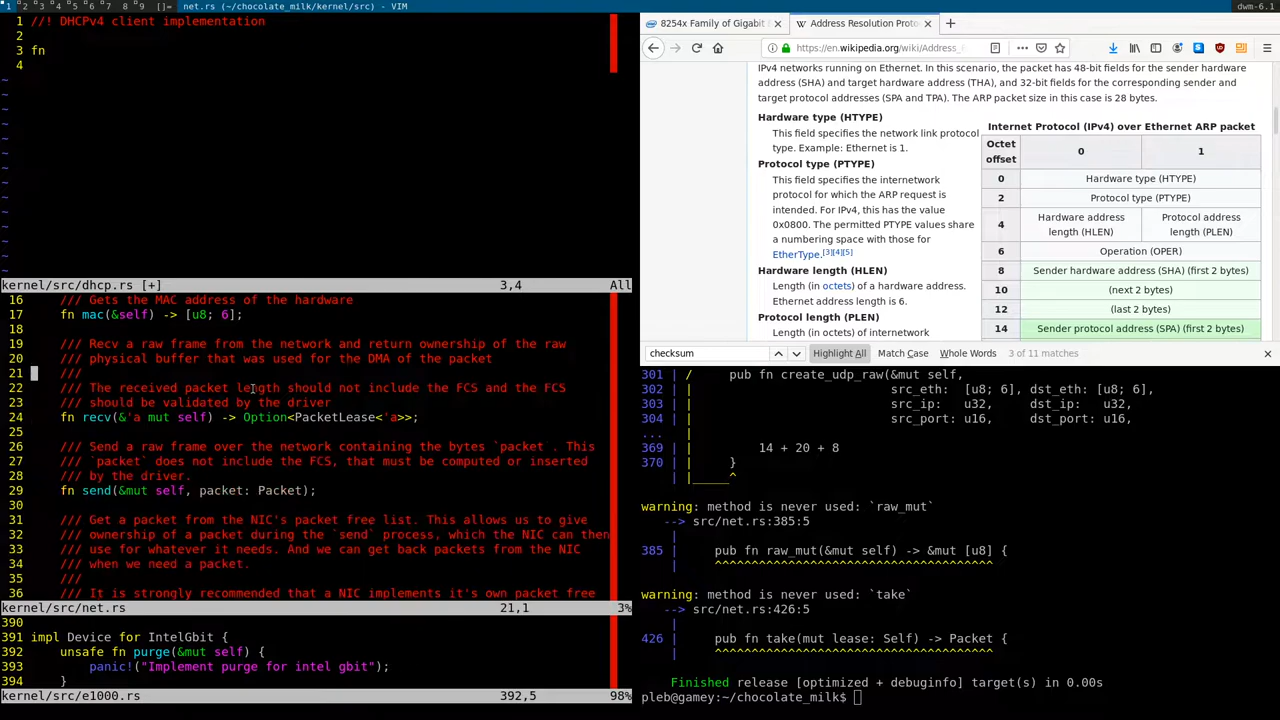 1 2 3 4 5 6 7 8 9 []= net.rs (~/chocolate_milk/kernel/src) - VIM
dwm-6.1
1 //! DHCPv4 client implementation
2
3 fn
4
~
~
~
~
~
~
~
~
~
~
~
~
~
~
kernel/src/dhcp.rs [+] 3,4 All
16 /// Gets the MAC address of the hardware
17 fn mac(&self) -> [u8; 6];
18
19 /// Recv a raw frame from the network and return ownership of the raw
20 /// physical buffer that was used for the DMA of the packet
21 ///
22 /// The received packet length should not include the FCS and the FCS
23 /// should be validated by the driver
24 fn recv(&'a mut self) -> Option<PacketLease<'a>>;
25
26 /// Send a raw frame over the network containing the bytes `packet`. This
27 /// `packet` does not include the FCS, that must be computed or inserted
28 /// by the driver.
29 fn send(&mut self, packet: Packet);
30
31 /// Get a packet from the NIC's packet free list. This allows us to give
32 /// ownership of a packet during the `send` process, which the NIC can then
33 /// use for whatever it needs. And we can get back packets from the NIC
34 /// when we need a packet.
35 ///
36 /// It is strongly recommended that a NIC implements it's own packet free
kernel/src/net.rs 21,1 3%
390
391 impl Device for IntelGbit {
392 unsafe fn purge(&mut self) {
393 panic!("Implement purge for intel gbit");
394 }
kernel/src/e1000.rs 392,5 98%
8254x Family of Gigabit
Address Resolution Proto
https://en.wikipedia.org/wiki/Address_
IPv4 networks running on Ethernet. In this scenario, the packet has 48-bit fields for the sender hardware
address (SHA) and target hardware address (THA), and 32-bit fields for the corresponding sender and
target protocol addresses (SPA and TPA). The ARP packet size in this case is 28 bytes.
Hardware type (HTYPE)
This field specifies the network link protocol
type. Example: Ethernet is 1.
Protocol type (PTYPE)
This field specifies the internetwork
protocol for which the ARP request is
intended. For IPv4, this has the value
0x0800. The permitted PTYPE values share
a numbering space with those for
EtherType.[3][4][5]
Hardware length (HLEN)
Length (in octets) of a hardware address.
Ethernet address length is 6.
Protocol length (PLEN)
Length (in octets) of internetwork
Internet Protocol (IPv4) over Ethernet ARP packet
Octet
offset 0 1
0 Hardware type (HTYPE)
2 Protocol type (PTYPE)
4 Hardware address length (HLEN) Protocol address length (PLEN)
6 Operation (OPER)
8 Sender hardware address (SHA) (first 2 bytes)
10 (next 2 bytes)
12 (last 2 bytes)
14 Sender protocol address (SPA) (first 2 bytes)
checksum Highlight All Match Case Whole Words 3 of 11 matches
301 | / pub fn create_udp_raw(&mut self,
302 | | src_eth: [u8; 6], dst_eth: [u8; 6],
303 | | src_ip: u32, dst_ip: u32,
304 | | src_port: u16, dst_port: u16,
... |
369 | | 14 + 20 + 8
370 | | }
| |_____^
warning: method is never used: `raw_mut`
--> src/net.rs:385:5
|
385 | pub fn raw_mut(&mut self) -> &mut [u8] {
| ^^^^^^^^^^^^^^^^^^^^^^^^^^^^^^^^^^^^^^
warning: method is never used: `take`
--> src/net.rs:426:5
|
426 | pub fn take(mut lease: Self) -> Packet {
| ^^^^^^^^^^^^^^^^^^^^^^^^^^^^^^^^^^^^^^
Finished release [optimized + debuginfo] target(s) in 0.00s
pleb@gamey:~/chocolate_milk$